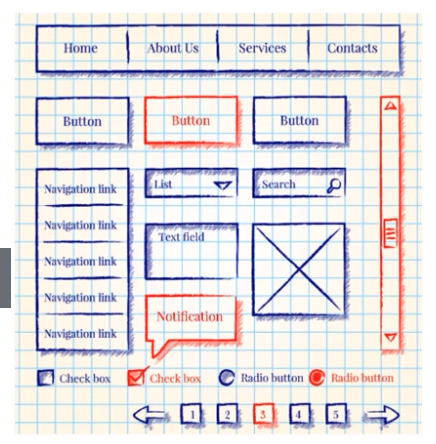 Home About Us Services Contacts
Button Button Button
Navigation link
Navigation link
Navigation link
Navigation link
Navigation link
List Search
Text field
Notification
Check box Check box Radio button Radio button
1 2 3 4 5